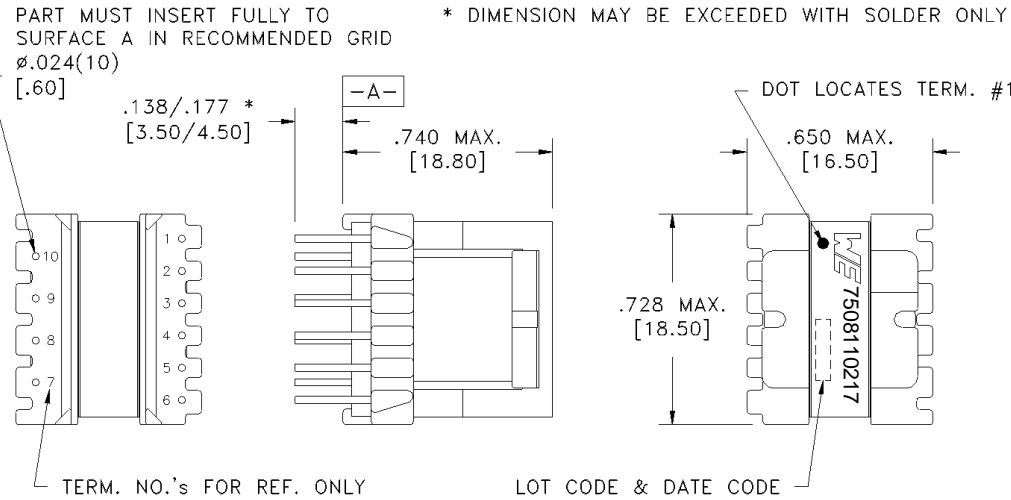 PART MUST INSERT FULLY TO
SURFACE A IN RECOMMENDED GRID
ø.024(10)
[.60]
* DIMENSION MAY BE EXCEEDED WITH SOLDER ONLY
.138/.177 *
[3.50/4.50]
-A-
.740 MAX.
[18.80]
DOT LOCATES TERM. #1
.650 MAX.
[16.50]
10
9
8
7
1
2
3
4
5
6
.728 MAX.
[18.50]
WE 7508110217
TERM. NO.'s FOR REF. ONLY
LOT CODE & DATE CODE